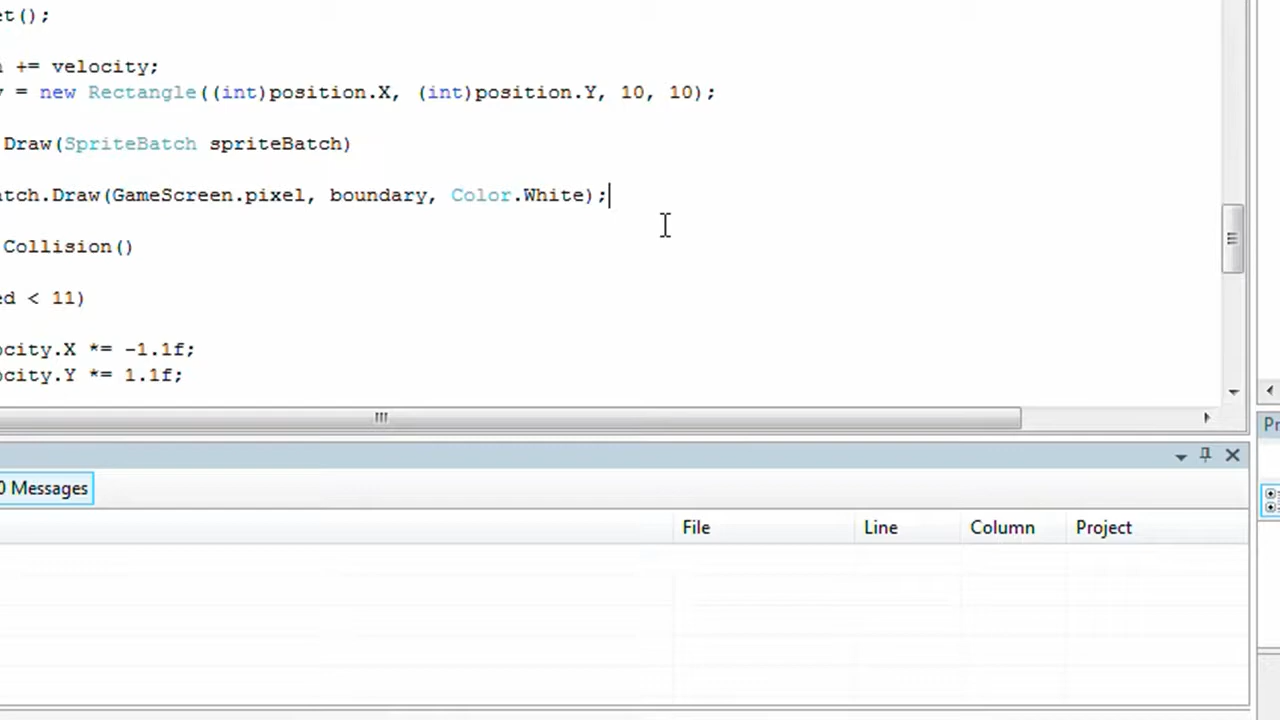 et();
+= velocity;
= new Rectangle((int)position.X, (int)position.Y, 10, 10);
Draw(SpriteBatch spriteBatch)
atch.Draw(GameScreen.pixel, boundary, Color.White);
Collision()
ed < 11)
ocity.X *= -1.1f;
ocity.Y *= 1.1f;
Pr
0 Messages
File Line Column Project